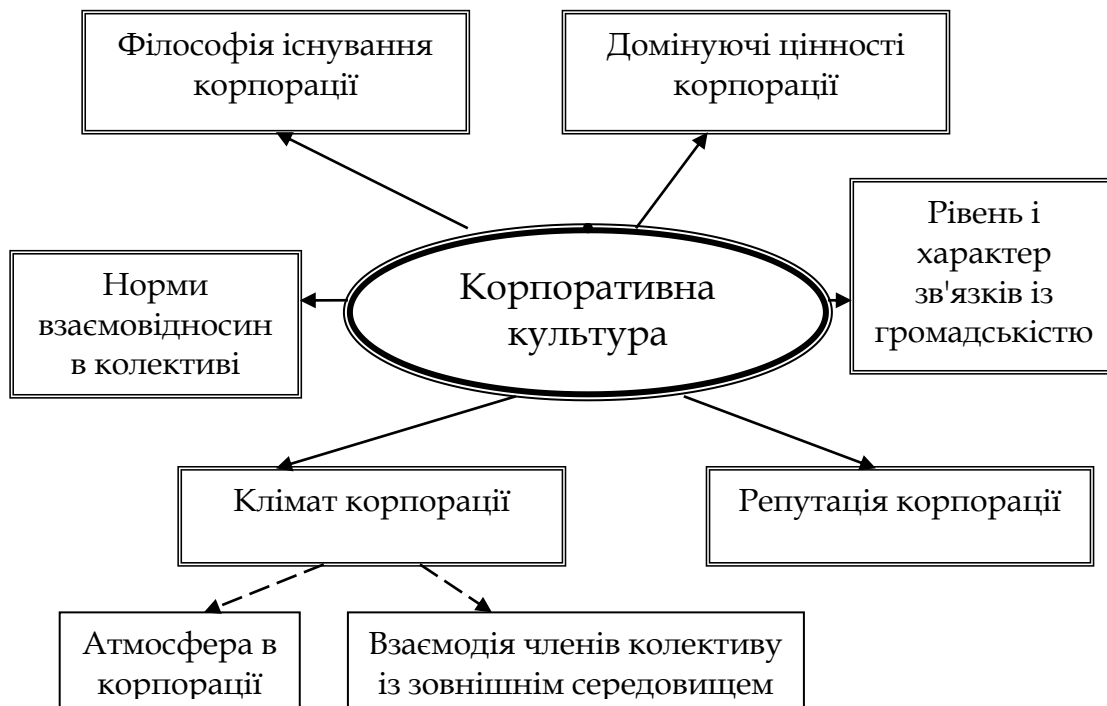 Філософія існування
корпорації
Домінуючі цінності
корпорації
Рівень і
характер
зв'язків із
громадськістю
Норми
взаємовідносин
в колективі
Корпоративна
культура
Клімат корпорації
Репутація корпорації
Атмосфера в
корпорації
Взаємодія членів колективу
із зовнішнім середовищем